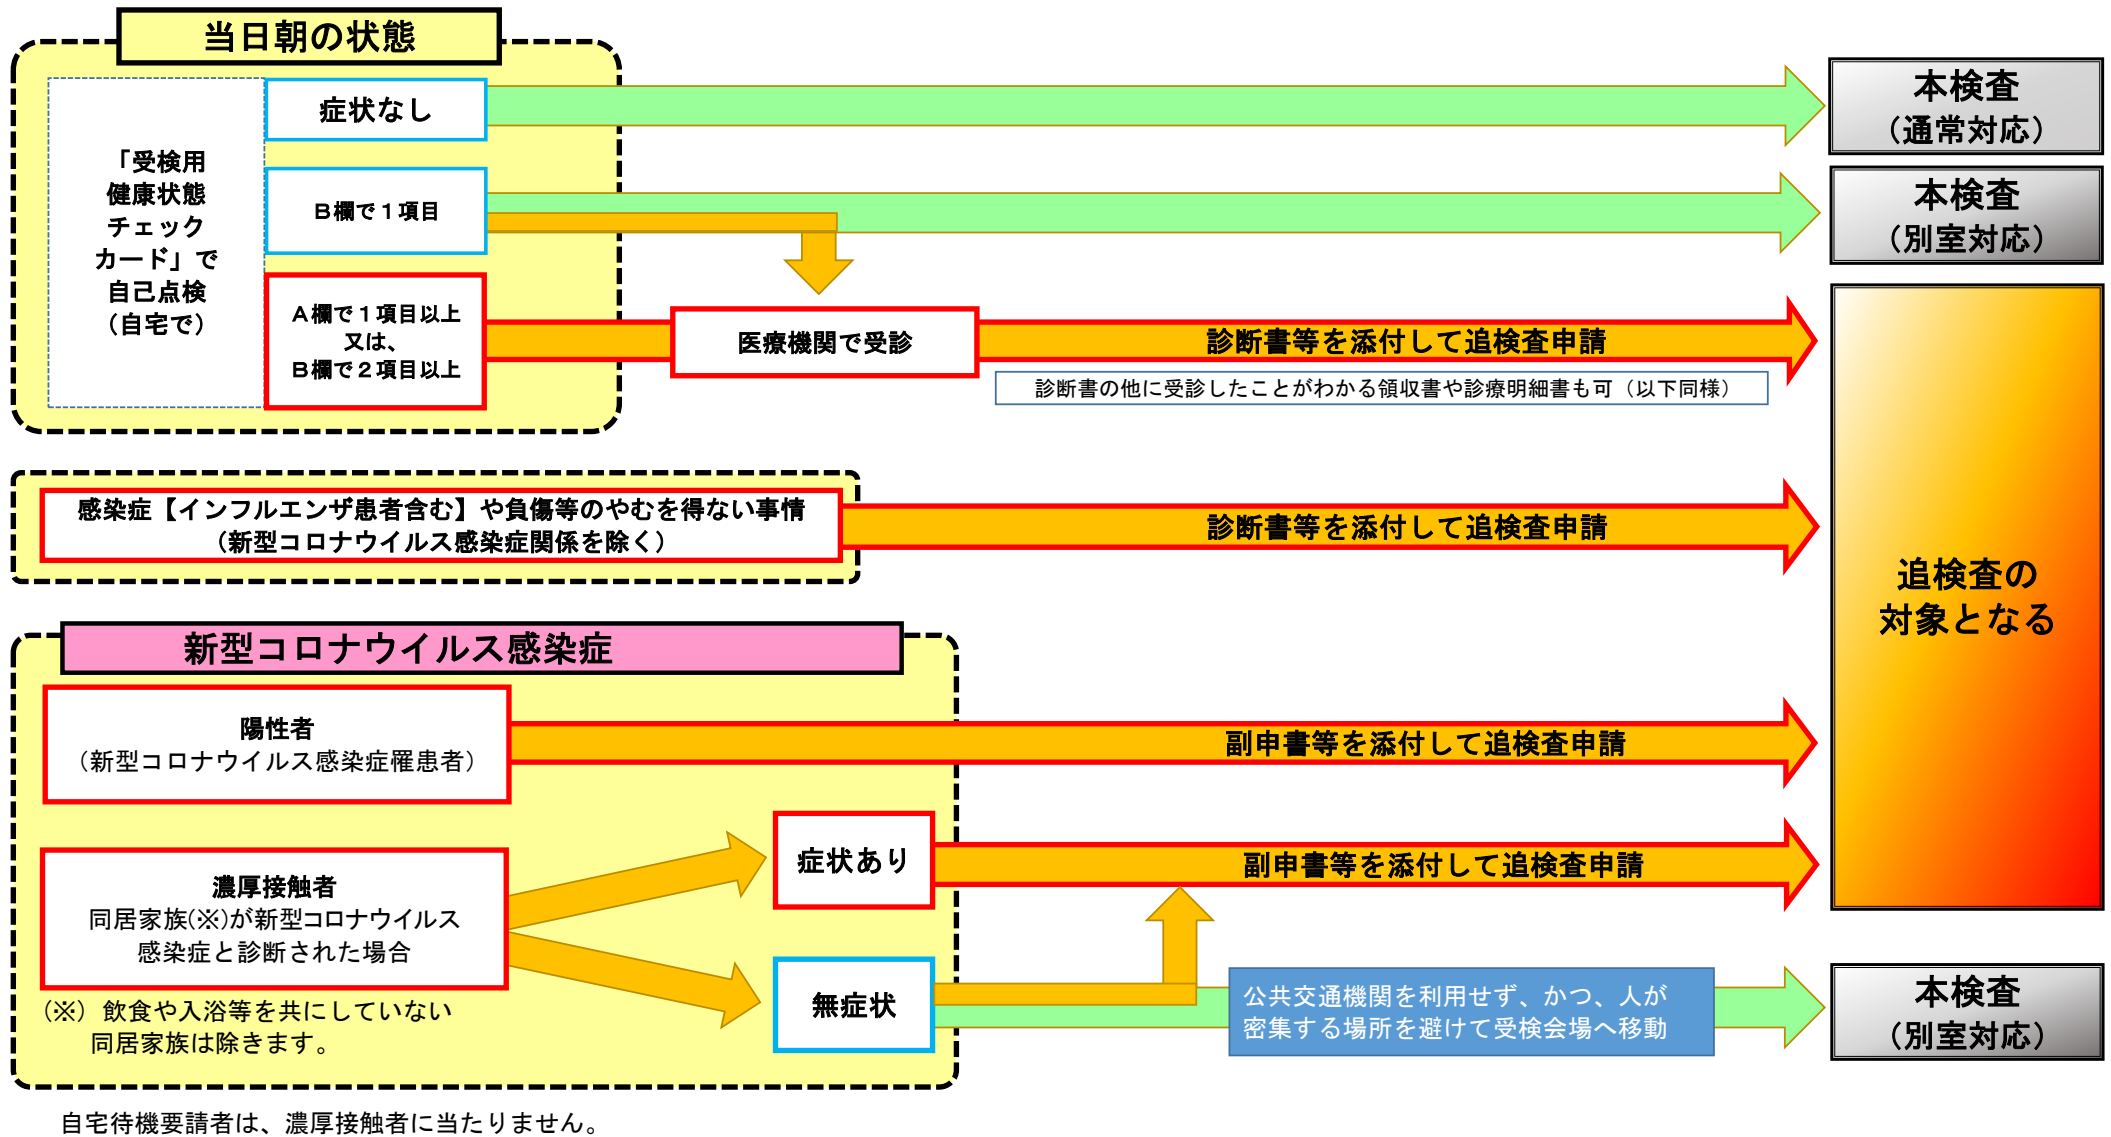 当日朝の状態
「受検用
健康状態
チェック
カード」で
自己点検
（自宅で）
症状なし
本検査
（通常対応）
Ｂ欄で１項目
本検査
（別室対応）
Ａ欄で１項目以上
又は、
Ｂ欄で２項目以上
医療機関で受診
診断書等を添付して追検査申請
診断書の他に受診したことがわかる領収書や診療明細書も可（以下同様）
感染症【インフルエンザ患者含む】や負傷等のやむを得ない事情
（新型コロナウイルス感染症関係を除く）
診断書等を添付して追検査申請
追検査の
対象となる
新型コロナウイルス感染症
陽性者
（新型コロナウイルス感染症罹患者）
副申書等を添付して追検査申請
濃厚接触者
同居家族(※)が新型コロナウイルス
感染症と診断された場合
症状あり
副申書等を添付して追検査申請
（※）飲食や入浴等を共にしていない
同居家族は除きます。
無症状
公共交通機関を利用せず、かつ、人が
密集する場所を避けて受検会場へ移動
本検査
（別室対応）
自宅待機要請者は、濃厚接触者に当たりません。